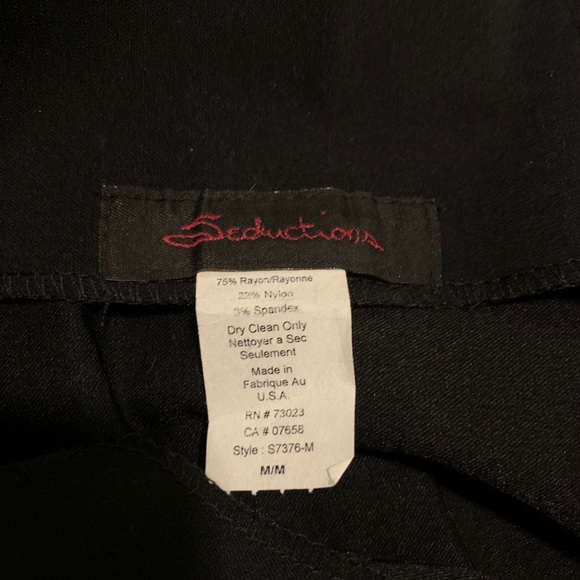 Seductions
75% Rayon/Rayonne
22% Nylon
3% Spandex
Dry Clean Only
Nettoyer a Sec
Seulement
Made in
Fabrique Au
U.S.A.
RN # 73023
CA # 07658
Style : S7376-M
M/M